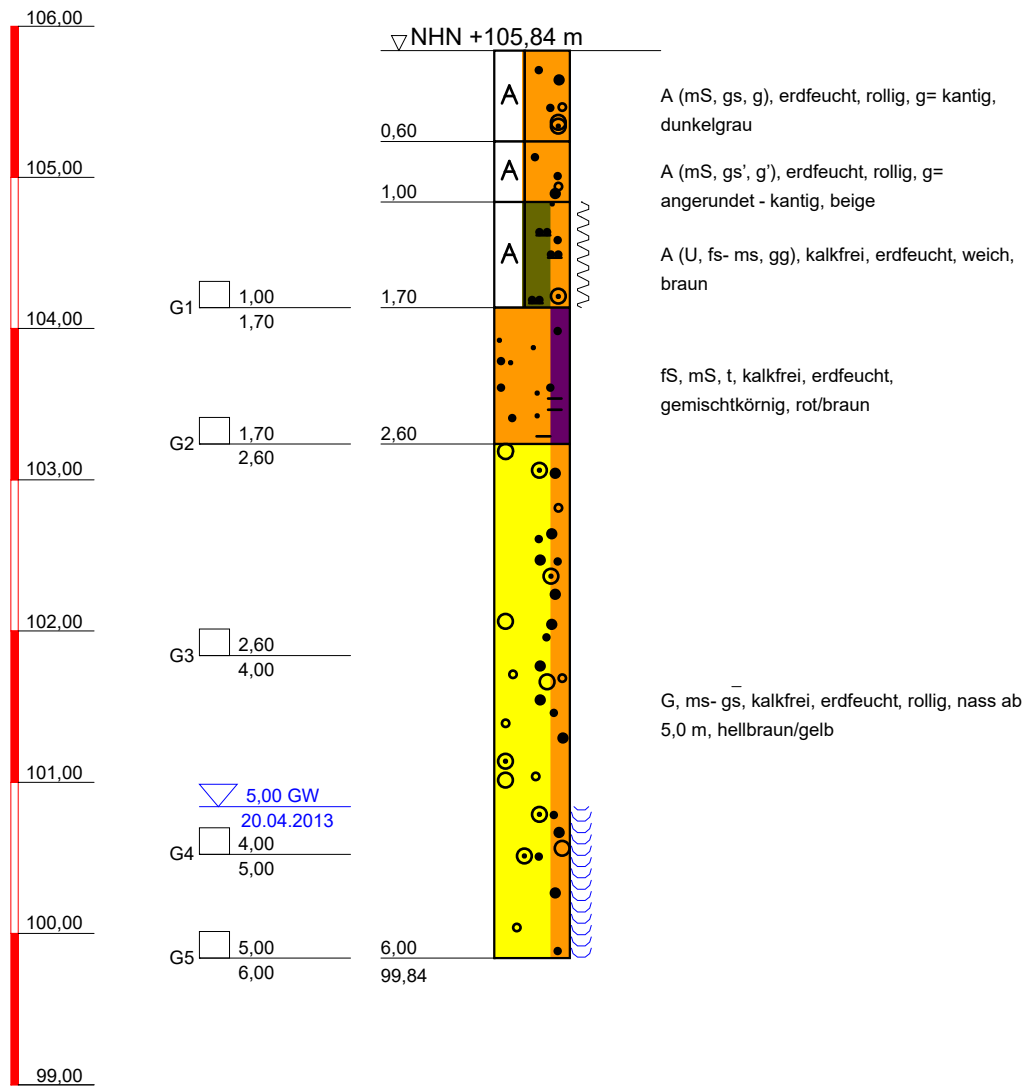 106,00
NHN +105,84 m
A
A (mS, gs, g), erdfeucht, rollig, g= kantig,
dunkelgrau
0,60
105,00
A
A (mS, gs', g'), erdfeucht, rollig, g=
angerundet - kantig, beige
1,00
A
A (U, fs- ms, gg), kalkfrei, erdfeucht, weich,
braun
G1
1,00
1,70
1,70
104,00
fS, mS, t, kalkfrei, erdfeucht,
gemischtkörnig, rot/braun
G2
1,70
2,60
2,60
103,00
102,00
G3
2,60
4,00
G, ms- g̅s̅, kalkfrei, erdfeucht, rollig, nass ab
5,0 m, hellbraun/gelb
101,00
5,00 GW
20.04.2013
G4
4,00
5,00
100,00
G5
5,00
6,00
6,00
99,84
99,00